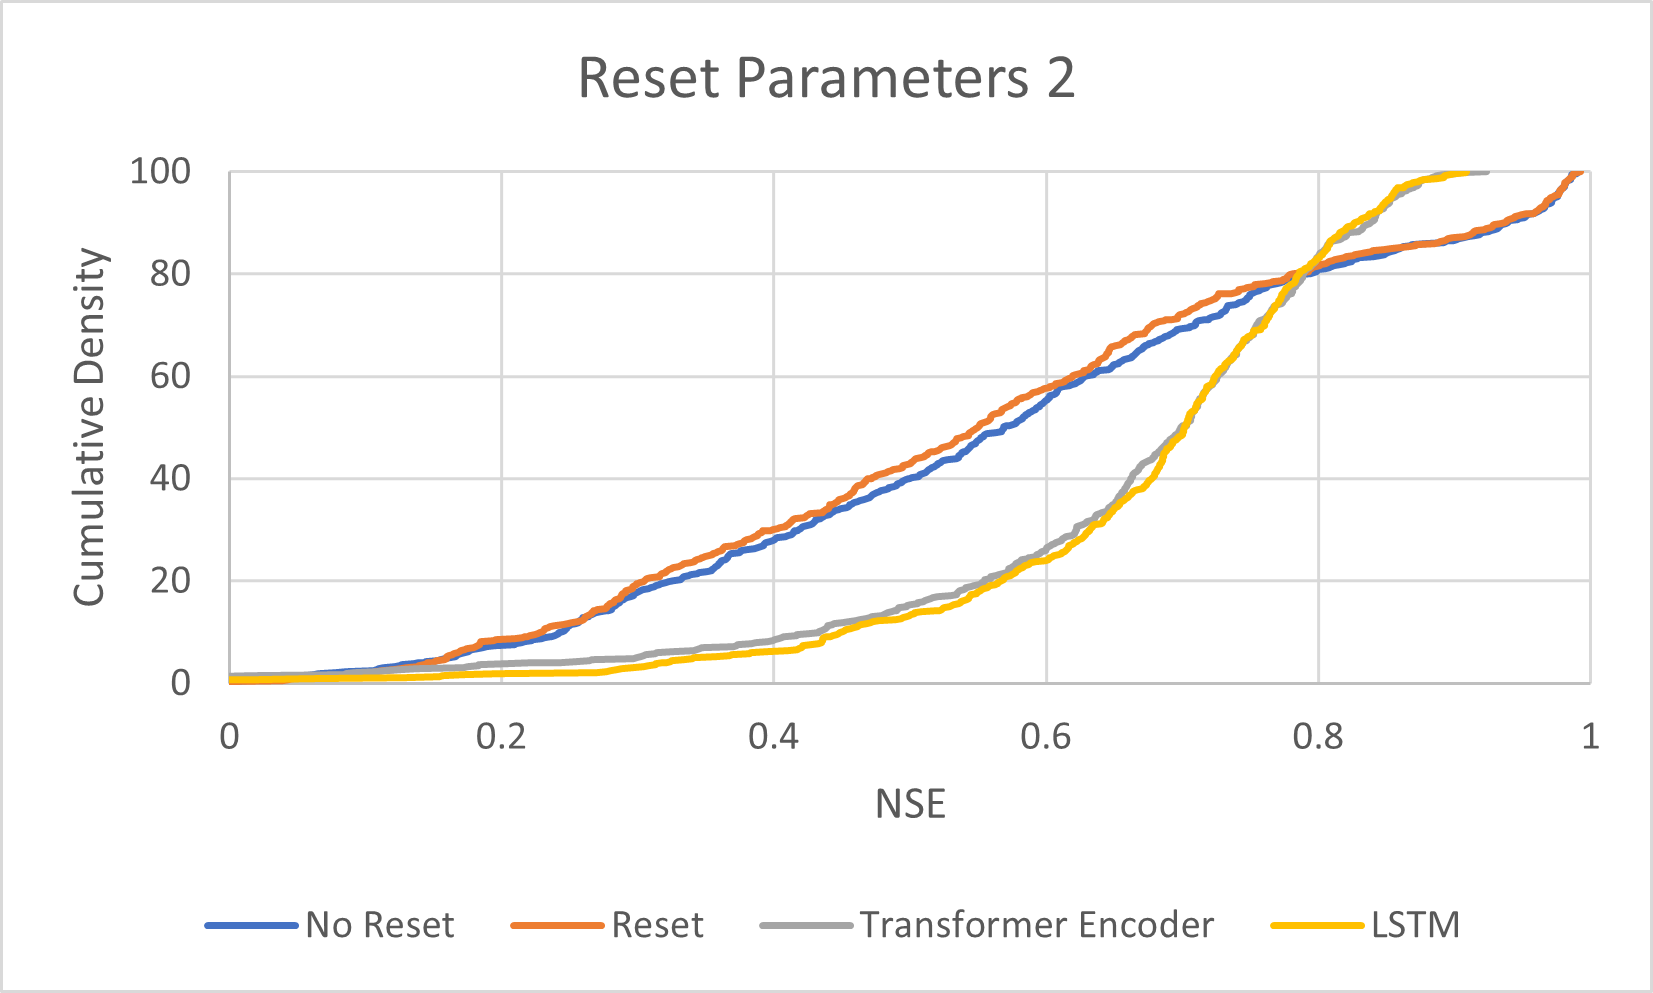 Reset Parameters 2
100
80
60
40
20
0
Cumulative Density
0 0.2 0.4 0.6 0.8 1
NSE
No Reset Reset Transformer Encoder LSTM